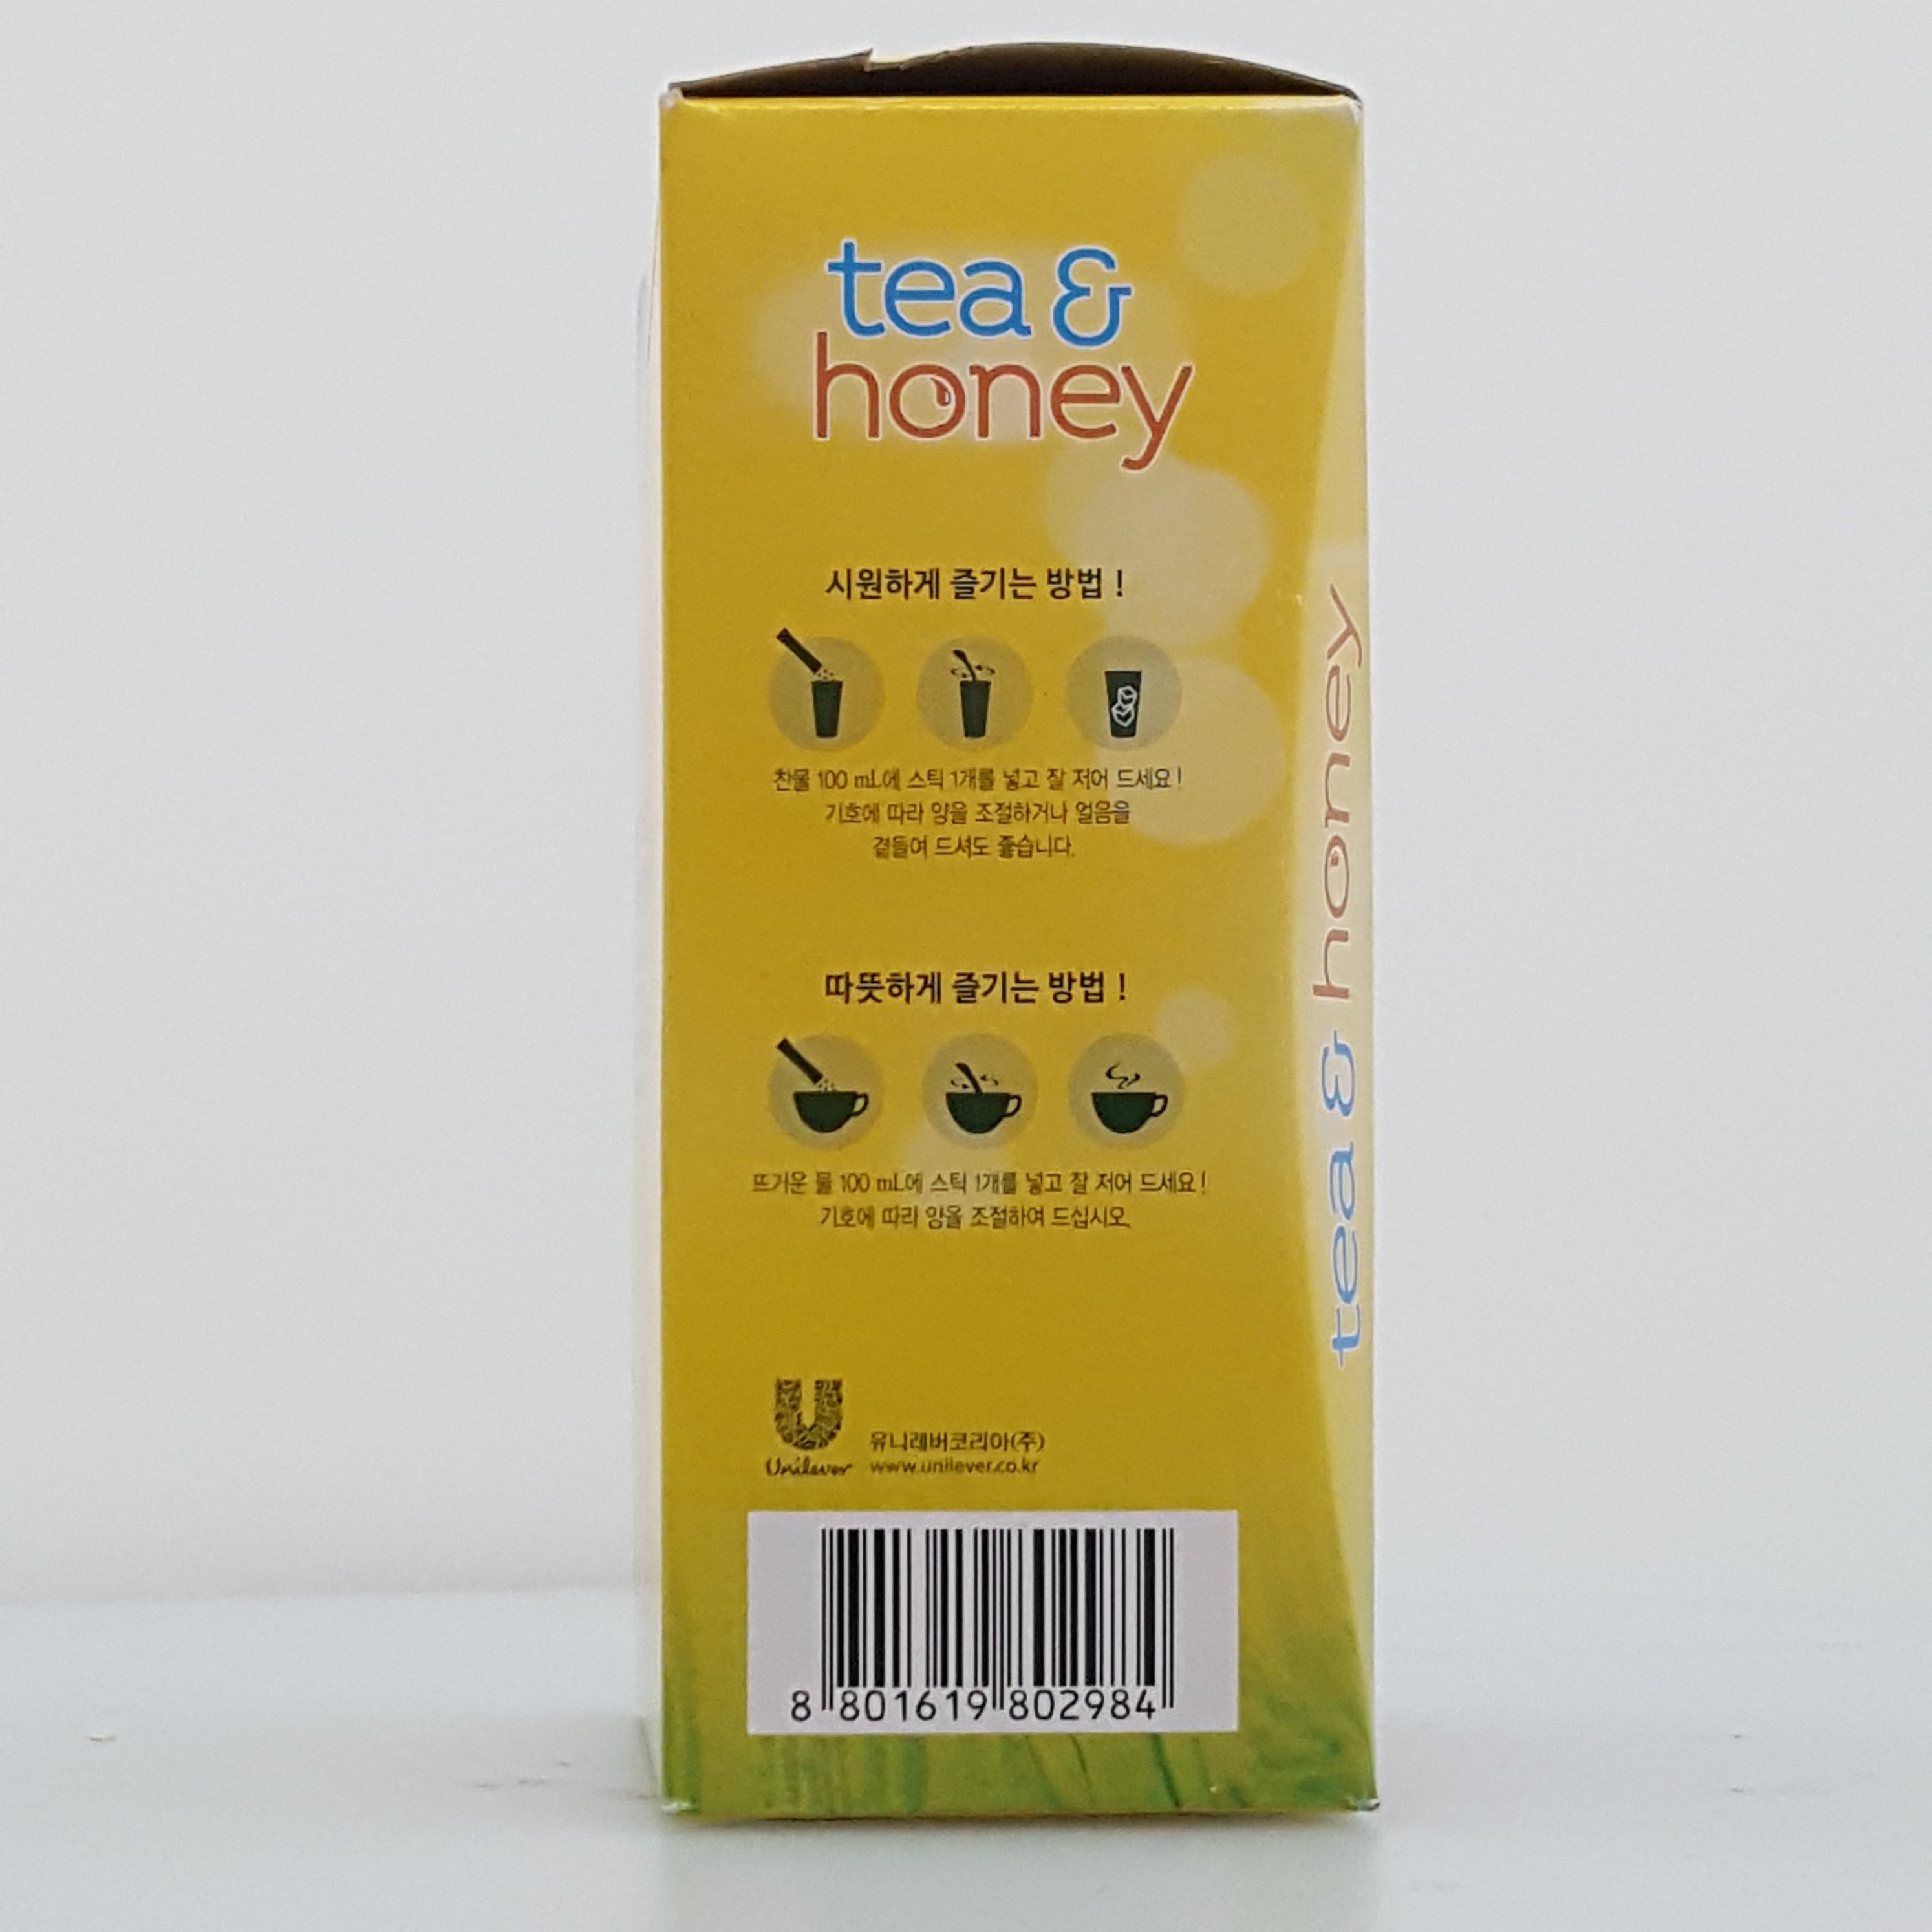 tea &
honey
시원하게 즐기는 방법 !
찬물 100 mL에 스틱 1개를 넣고 잘 저어 드세요 !
기호에 따라 양을 조절하거나 얼음을
곁들여 드셔도 좋습니다.
따뜻하게 즐기는 방법 !
뜨거운 물 100 mL에 스틱 1개를 넣고 잘 저어 드세요 !
기호에 따라 양을 조절하여 드십시오.
Unilever
유니레버코리아(주)
www.unilever.co.kr
8 801619 802984
tea & honey